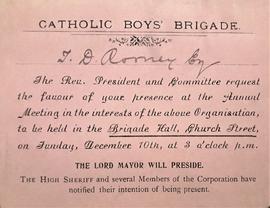 CATHOLIC BOYS' BRIGADE.
T. D. Romney Esq
The Rev. President and Committee request
the favour of your presence at the Annual
Meeting in the interests of the above Organisation,
to be held in the Brigade Hall, Church Street,
on Sunday, December 10th, at 3 o'clock p.m.
THE LORD MAYOR WILL PRESIDE.
THE HIGH SHERIFF and several Members of the Corporation have
notified their intention of being present.